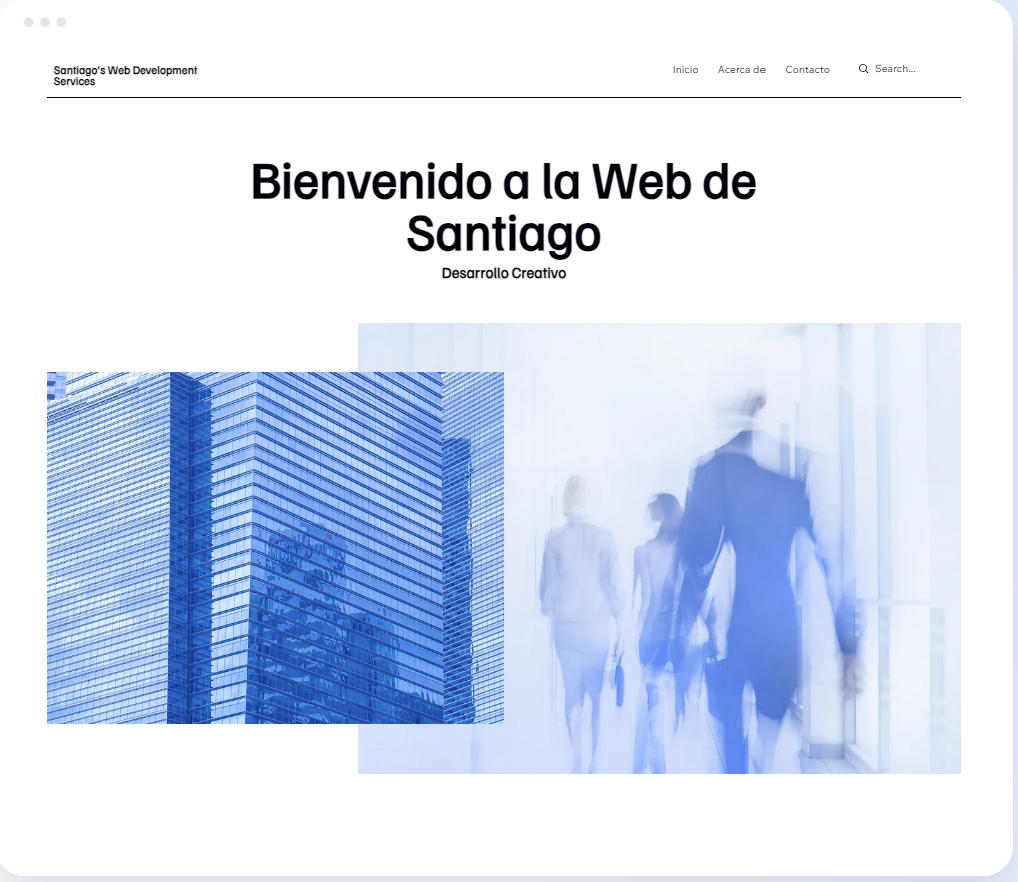 Santiago's Web Development
Services
Inicio
Acerca de
Contacto
Search...
Bienvenido a la Web de
Santiago
Desarrollo Creativo